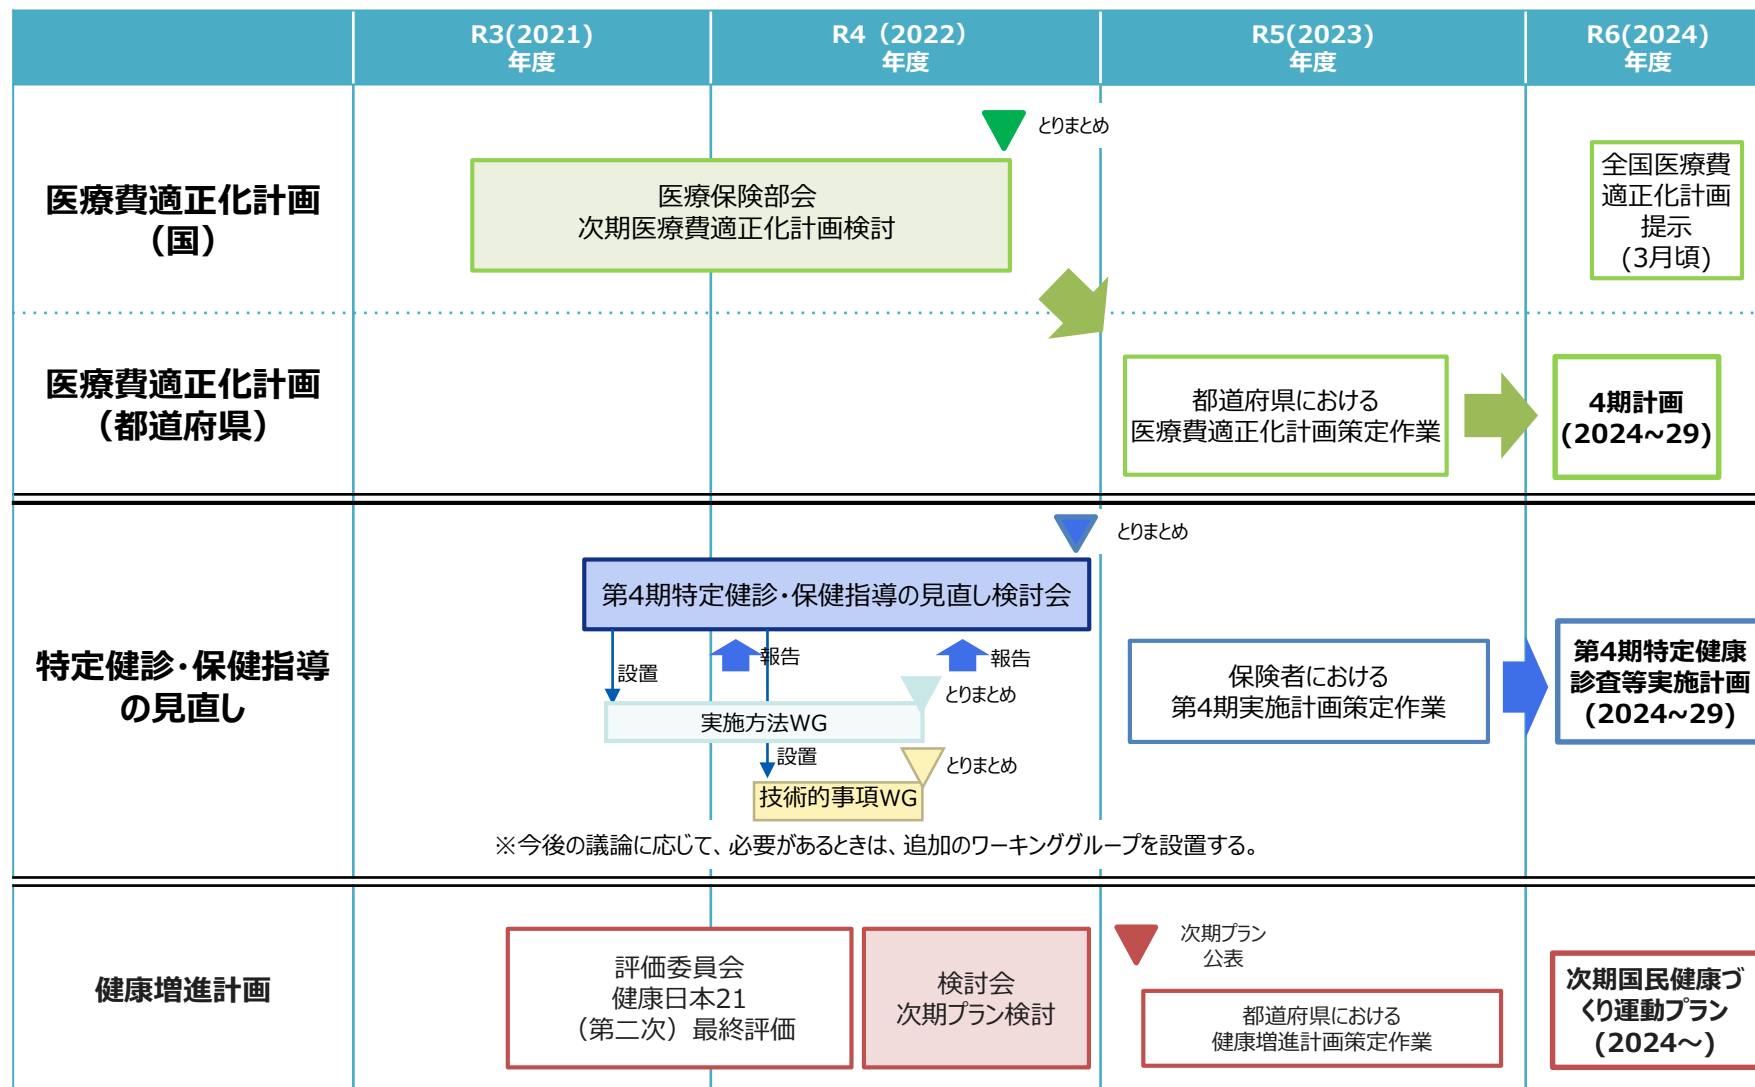 R3(2021)
年度
R4（2022）
年度
R5(2023)
年度
R6(2024)
年度
医療費適正化計画
（国）
とりまとめ
医療保険部会
次期医療費適正化計画検討
全国医療費
適正化計画
提示
(3月頃)
医療費適正化計画
（都道府県）
都道府県における
医療費適正化計画策定作業
4期計画
(2024~29)
特定健診・保健指導
の見直し
とりまとめ
第4期特定健診・保健指導の見直し検討会
設置
報告
報告
とりまとめ
実施方法WG
設置
とりまとめ
技術的事項WG
※今後の議論に応じて、必要があるときは、追加のワーキンググループを設置する。
保険者における
第4期実施計画策定作業
第4期特定健康
診査等実施計画
(2024~29)
健康増進計画
評価委員会
健康日本21
（第二次）最終評価
検討会
次期プラン検討
次期プラン
公表
都道府県における
健康増進計画策定作業
次期国民健康づ
くり運動プラン
(2024～)